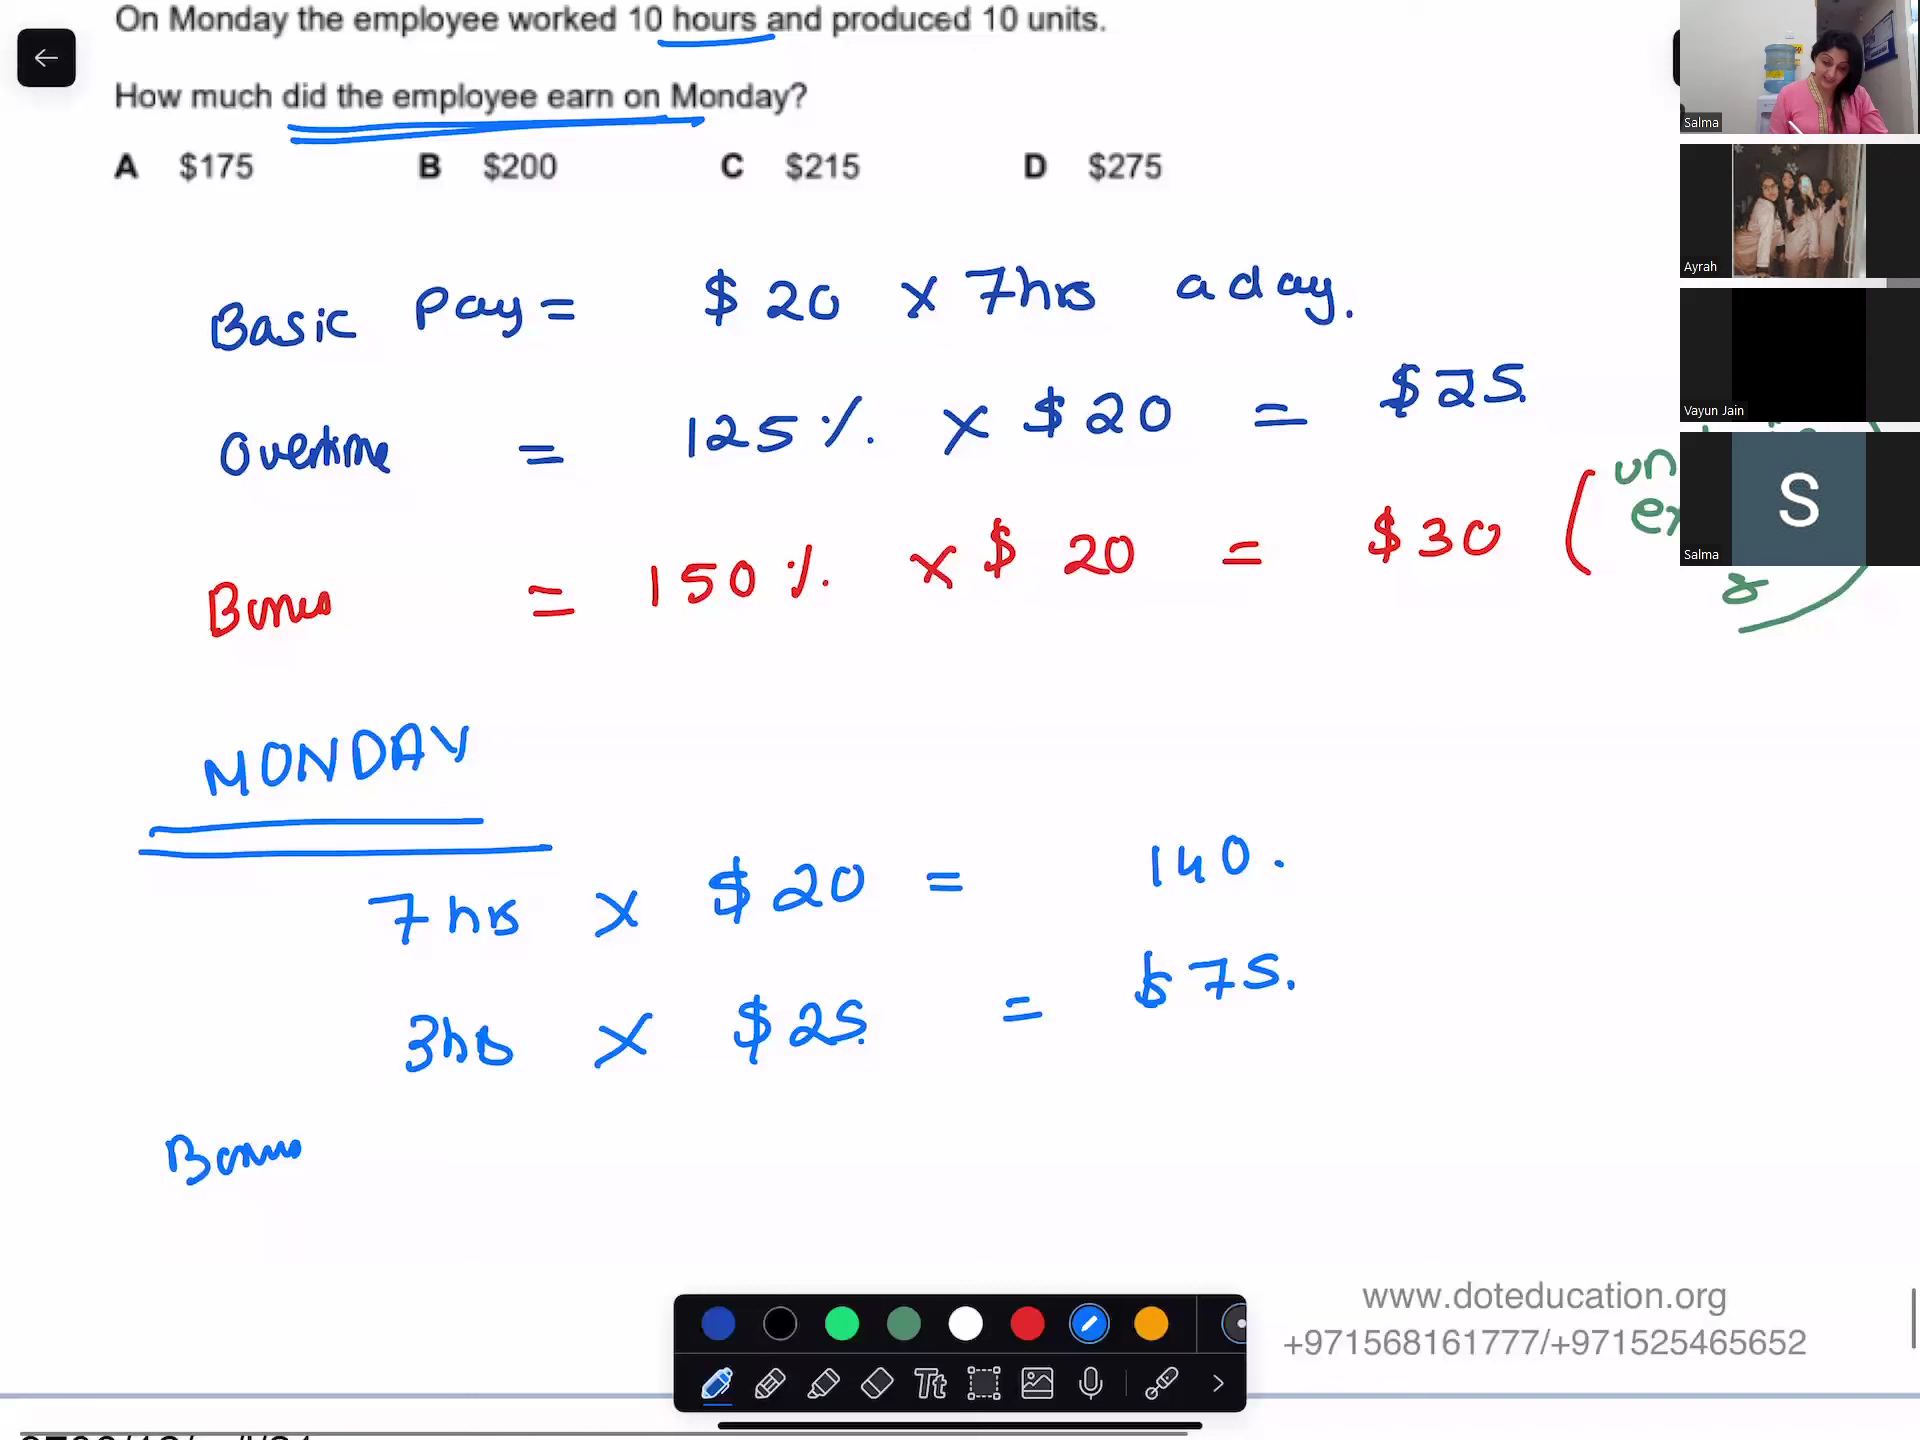 On Monday the employee worked 10 hours and produced 10 units.
How much did the employee earn on Monday?
A $175 B $200 C $215 D $275
Basic Pay = $20 x 7hrs a day.
Overtime = 125% x $20 = $25.
Bonus = 150% x $20 = $30 (
MONDAY
7hrs x $20 = 140.
3hrs x $25. = $75.
Bonus
Salma
Ayrah
Vayun Jain
S
Salma
Tt
www.doteducation.org
+971568161777/+971525465652